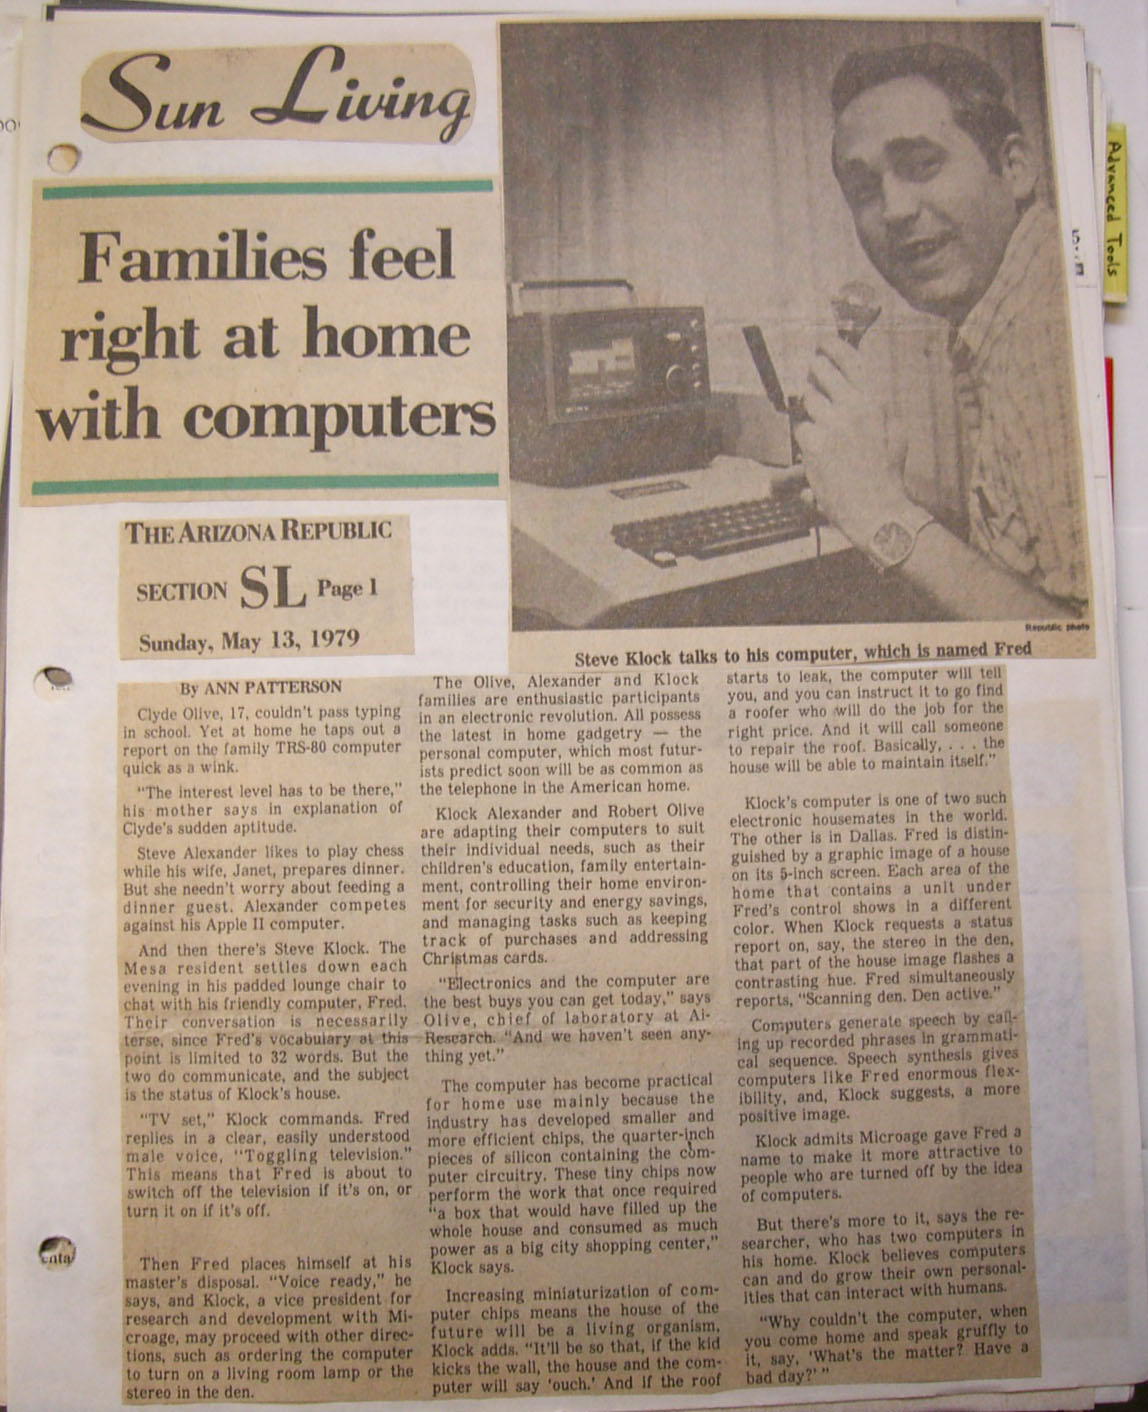 Sun Living
Families feel
right at home
with computers
THE ARIZONA REPUBLIC
SECTION SL Page 1
Sunday, May 13, 1979
Advanced Tools
Republic photo
Steve Klock talks to his computer, which is named Fred
By ANN PATTERSON
Clyde Olive, 17, couldn't pass typing
in school. Yet at home he taps out a
report on the family TRS-80 computer
quick as a wink.
"The interest level has to be there,"
his mother says in explanation of
Clyde's sudden aptitude.
Steve Alexander likes to play chess
while his wife, Janet, prepares dinner.
But she needn't worry about feeding a
dinner guest. Alexander competes
against his Apple II computer.
And then there's Steve Klock. The
Mesa resident settles down each
evening in his padded lounge chair to
chat with his friendly computer, Fred.
Their conversation is necessarily
terse, since Fred's vocabulary at this
point is limited to 32 words. But the
two do communicate, and the subject
is the status of Klock's house.
"TV set," Klock commands. Fred
replies in a clear, easily understood
male voice, "Toggling television."
This means that Fred is about to
switch off the television if it's on, or
turn it on if it's off.
Then Fred places himself at his
master's disposal. "Voice ready," he
says, and Klock, a vice president for
research and development with Mi-
croage, may proceed with other direc-
tions, such as ordering the computer
to turn on a living room lamp or the
stereo in the den.
The Olive, Alexander and Klock
families are enthusiastic participants
in an electronic revolution. All possess
the latest in home gadgetry — the
personal computer, which most futur-
ists predict soon will be as common as
the telephone in the American home.
Klock Alexander and Robert Olive
are adapting their computers to suit
their individual needs, such as their
children's education, family entertain-
ment, controlling their home environ-
ment for security and energy savings,
and managing tasks such as keeping
track of purchases and addressing
Christmas cards.
"Electronics and the computer are
the best buys you can get today," says
Olive, chief of laboratory at Ai-
Research. "And we haven't seen any-
thing yet."
The computer has become practical
for home use mainly because the
industry has developed smaller and
more efficient chips, the quarter-inch
pieces of silicon containing the com-
puter circuitry. These tiny chips now
perform the work that once required
"a box that would have filled up the
whole house and consumed as much
power as a big city shopping center,"
Klock says.
Increasing miniaturization of com-
puter chips means the house of the
future will be a living organism,
Klock adds. "It'll be so that, if the kid
kicks the wall, the house and the com-
puter will say 'ouch.' And if the roof
starts to leak, the computer will tell
you, and you can instruct it to go find
a roofer who will do the job for the
right price. And it will call someone
to repair the roof. Basically, . . . the
house will be able to maintain itself."
Klock's computer is one of two such
electronic housemates in the world.
The other is in Dallas. Fred is distin-
guished by a graphic image of a house
on its 5-inch screen. Each area of the
home that contains a unit under
Fred's control shows in a different
color. When Klock requests a status
report on, say, the stereo in the den,
that part of the house image flashes a
contrasting hue. Fred simultaneously
reports, "Scanning den. Den active."
Computers generate speech by call-
ing up recorded phrases in grammati-
cal sequence. Speech synthesis gives
computers like Fred enormous flex-
ibility, and, Klock suggests, a more
positive image.
Klock admits Microage gave Fred a
name to make it more attractive to
people who are turned off by the idea
of computers.
But there's more to it, says the re-
searcher, who has two computers in
his home. Klock believes computers
can and do grow their own personal-
ities that can interact with humans.
"Why couldn't the computer, when
you come home and speak gruffly to
it, say, 'What's the matter? Have a
bad day?' "